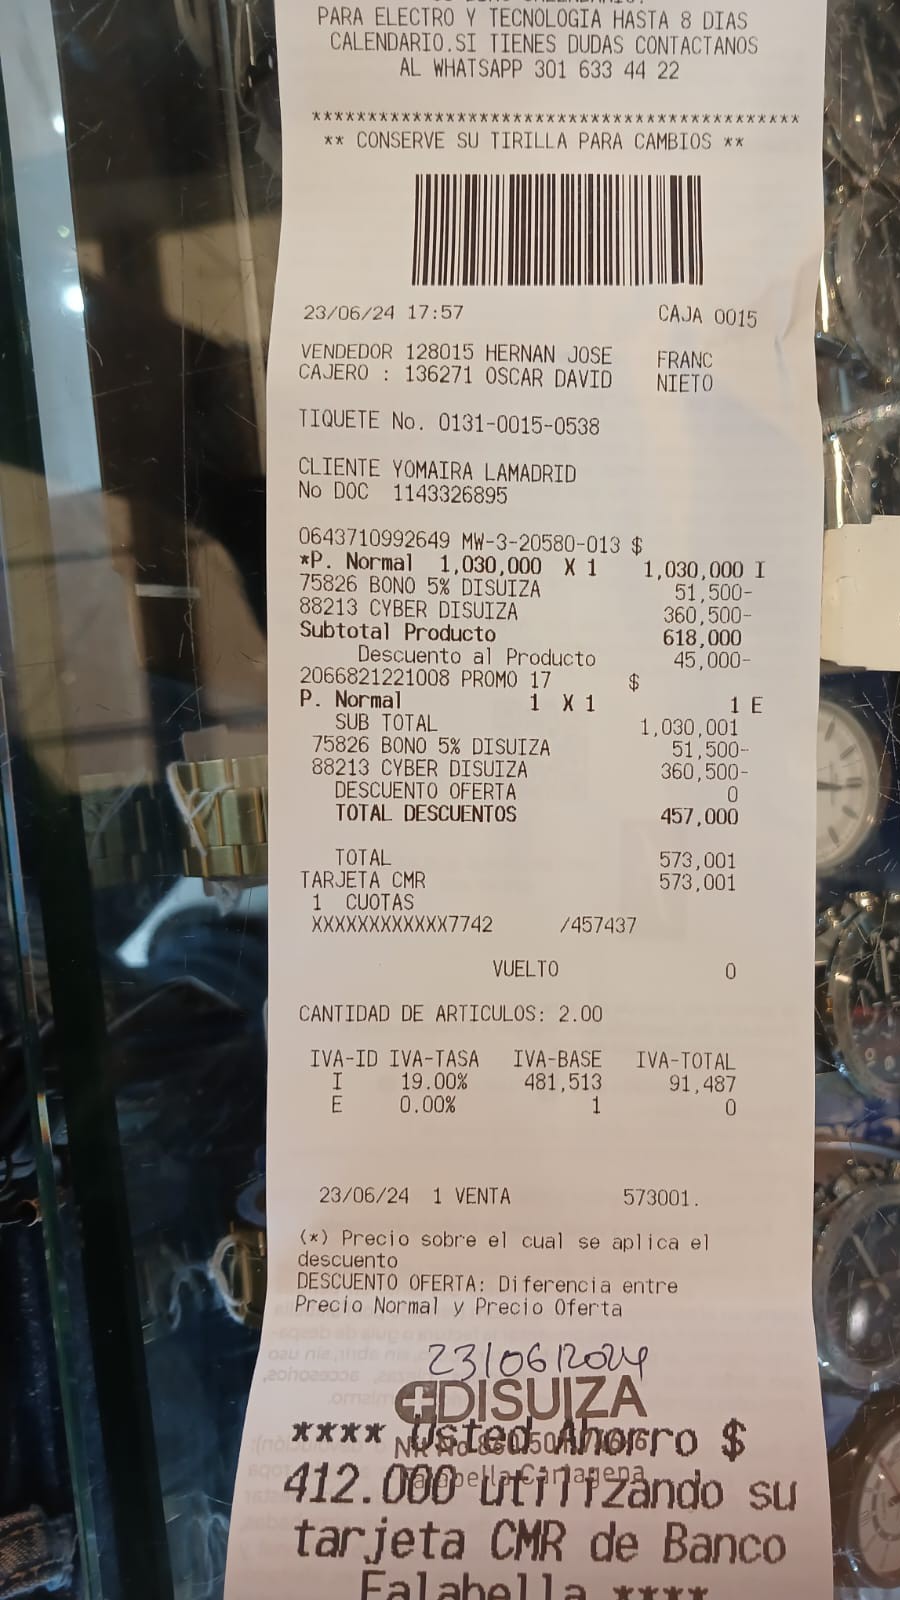 PARA ELECTRO Y TECNOLOGIA HASTA 8 DIAS
CALENDARIO.SI TIENES DUDAS CONTACTANOS
AL WHATSAPP 301 633 44 22
********************************************
** CONSERVE SU TIRILLA PARA CAMBIOS **
23/06/24 17:57 CAJA 0015
VENDEDOR 128015 HERNAN JOSE FRANC
CAJERO : 136271 OSCAR DAVID NIETO
TIQUETE No. 0131-0015-0538
CLIENTE YOMAIRA LAMADRID
No DOC 1143326895
0643710992649 MW-3-20580-013 $
*P. Normal 1,030,000 X 1 1,030,000 I
75826 BONO 5% DISUIZA 51,500-
88213 CYBER DISUIZA 360,500-
Subtotal Producto 618,000
Descuento al Producto 45,000-
2066821221008 PROMO 17 $
P. Normal 1 X 1 1 E
SUB TOTAL 1,030,001
75826 BONO 5% DISUIZA 51,500-
88213 CYBER DISUIZA 360,500-
DESCUENTO OFERTA 0
TOTAL DESCUENTOS 457,000
TOTAL 573,001
TARJETA CMR 573,001
1 CUOTAS
XXXXXXXXXXXX7742 /457437
VUELTO 0
CANTIDAD DE ARTICULOS: 2.00
IVA-ID IVA-TASA IVA-BASE IVA-TOTAL
I 19.00% 481,513 91,487
E 0.00% 1 0
23/06/24 1 VENTA 573001.
(*) Precio sobre el cual se aplica el
descuento
DESCUENTO OFERTA: Diferencia entre
Precio Normal y Precio Oferta
23/06/2024
DISUIZA
**** Usted Ahorro $
Nit No
412.000 utilizando su
Falabella Cartagena
tarjeta CMR de Banco
Falabella ****